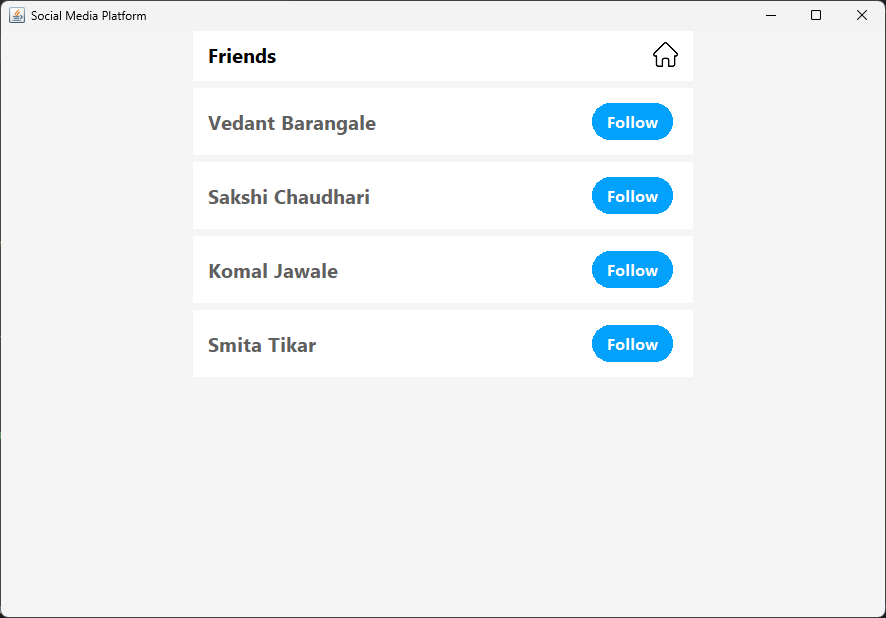 Social Media Platform
Friends
Vedant Barangale Follow
Sakshi Chaudhari Follow
Komal Jawale Follow
Smita Tikar Follow